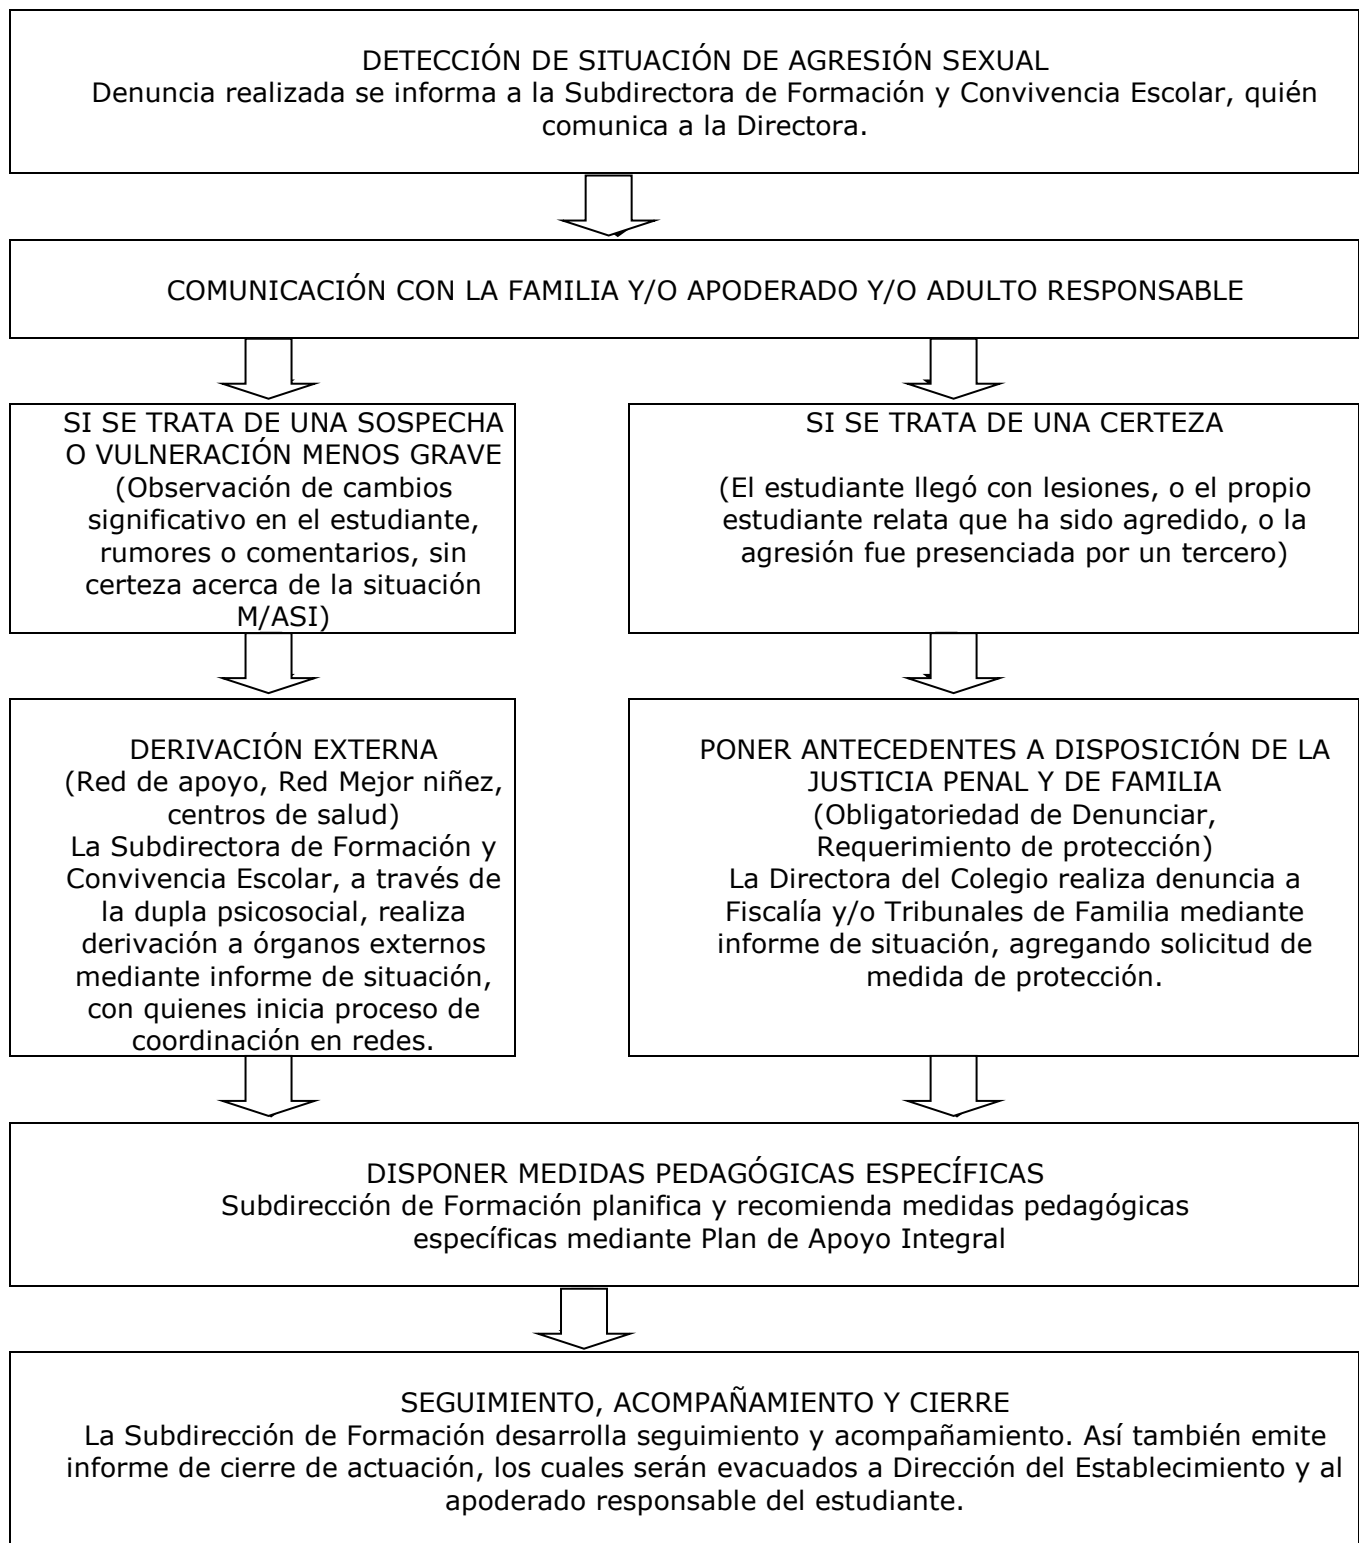 DETECCIÓN DE SITUACIÓN DE AGRESIÓN SEXUAL
Denuncia realizada se informa a la Subdirectora de Formación y Convivencia Escolar, quién
comunica a la Directora.
COMUNICACIÓN CON LA FAMILIA Y/O APODERADO Y/O ADULTO RESPONSABLE
SI SE TRATA DE UNA SOSPECHA
O VULNERACIÓN MENOS GRAVE
(Observación de cambios
significativo en el estudiante,
rumores o comentarios, sin
certeza acerca de la situación
M/ASI)
SI SE TRATA DE UNA CERTEZA
(El estudiante llegó con lesiones, o el propio
estudiante relata que ha sido agredido, o la
agresión fue presenciada por un tercero)
DERIVACIÓN EXTERNA
(Red de apoyo, Red Mejor niñez,
centros de salud)
La Subdirectora de Formación y
Convivencia Escolar, a través de
la dupla psicosocial, realiza
derivación a órganos externos
mediante informe de situación,
con quienes inicia proceso de
coordinación en redes.
PONER ANTECEDENTES A DISPOSICIÓN DE LA
JUSTICIA PENAL Y DE FAMILIA
(Obligatoriedad de Denunciar,
Requerimiento de protección)
La Directora del Colegio realiza denuncia a
Fiscalía y/o Tribunales de Familia mediante
informe de situación, agregando solicitud de
medida de protección.
DISPONER MEDIDAS PEDAGÓGICAS ESPECÍFICAS
Subdirección de Formación planifica y recomienda medidas pedagógicas
específicas mediante Plan de Apoyo Integral
SEGUIMIENTO, ACOMPAÑAMIENTO Y CIERRE
La Subdirección de Formación desarrolla seguimiento y acompañamiento. Así también emite
informe de cierre de actuación, los cuales serán evacuados a Dirección del Establecimiento y al
apoderado responsable del estudiante.